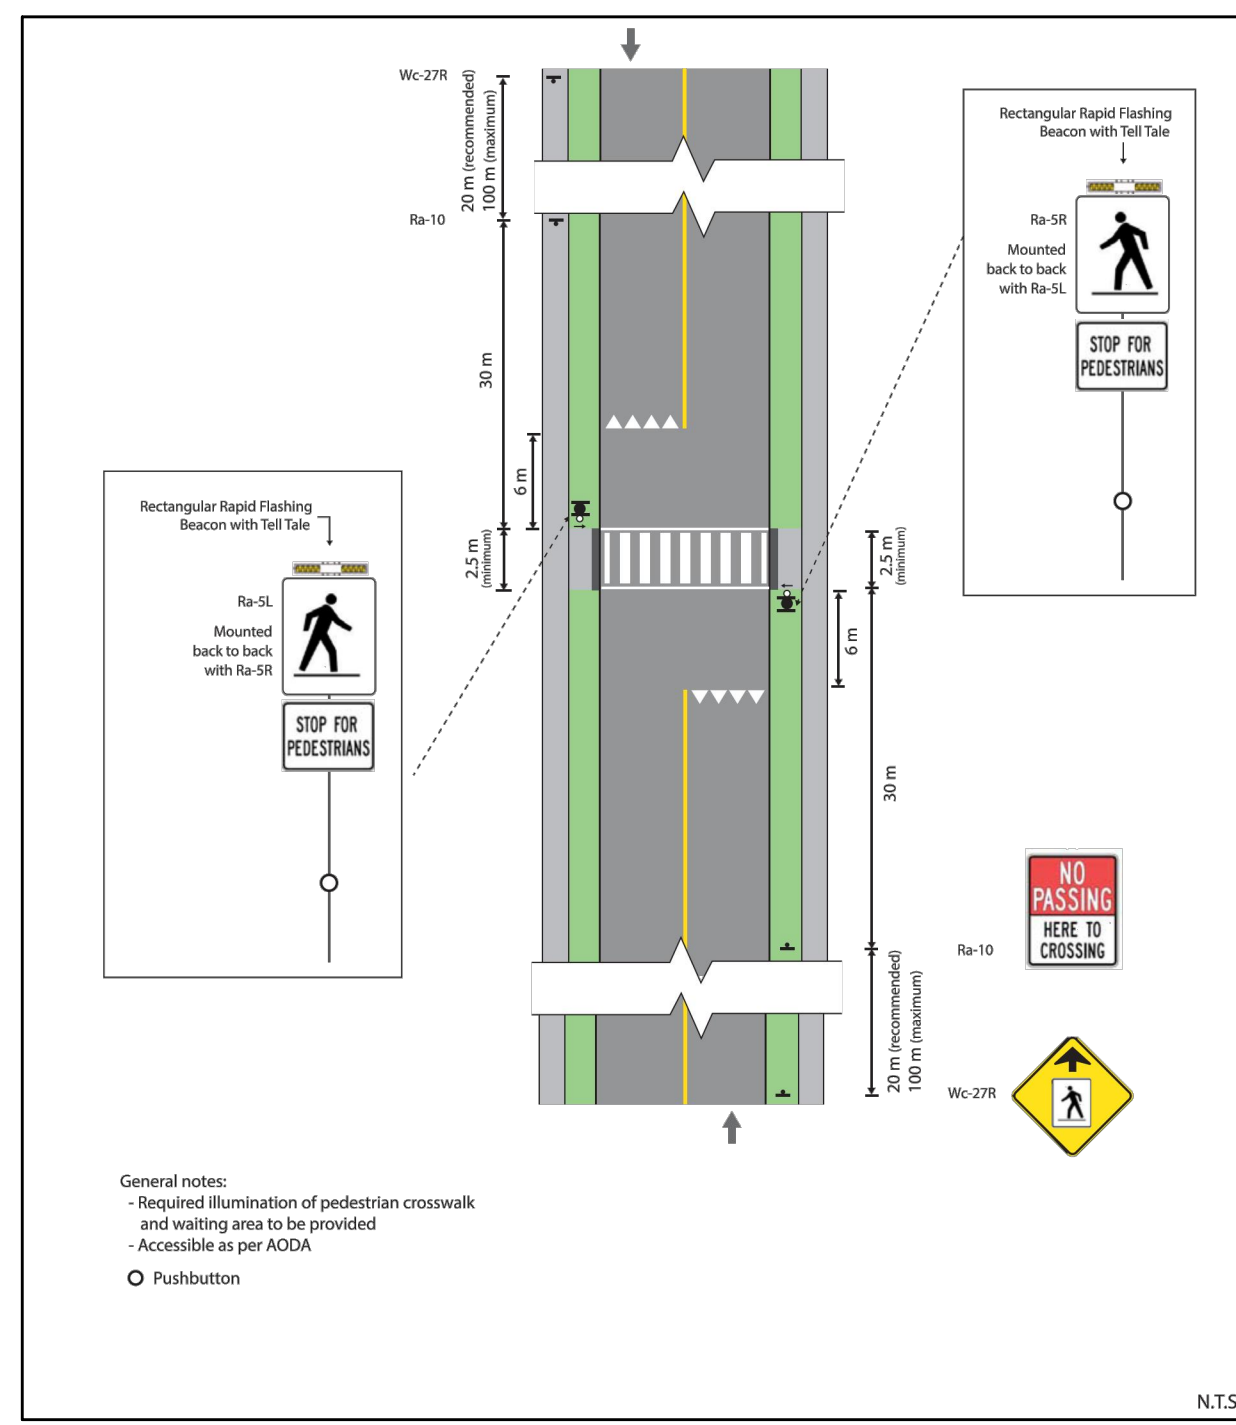 Wc-27R
20 m (recommended)
100 m (maximum)
Ra-10
30 m
6 m
2.5 m
(minimum)
Rectangular Rapid Flashing
Beacon with Tell Tale
Ra-5R
Mounted
back to back
with Ra-5L
STOP FOR
PEDESTRIANS
Rectangular Rapid Flashing
Beacon with Tell Tale
Ra-5L
Mounted
back to back
with Ra-5R
STOP FOR
PEDESTRIANS
2.5 m
(minimum)
6 m
30 m
20 m (recommended)
100 m (maximum)
NO
PASSING
HERE TO
CROSSING
Ra-10
Wc-27R
General notes:
- Required illumination of pedestrian crosswalk
and waiting area to be provided
- Accessible as per AODA
Pushbutton
N.T.S